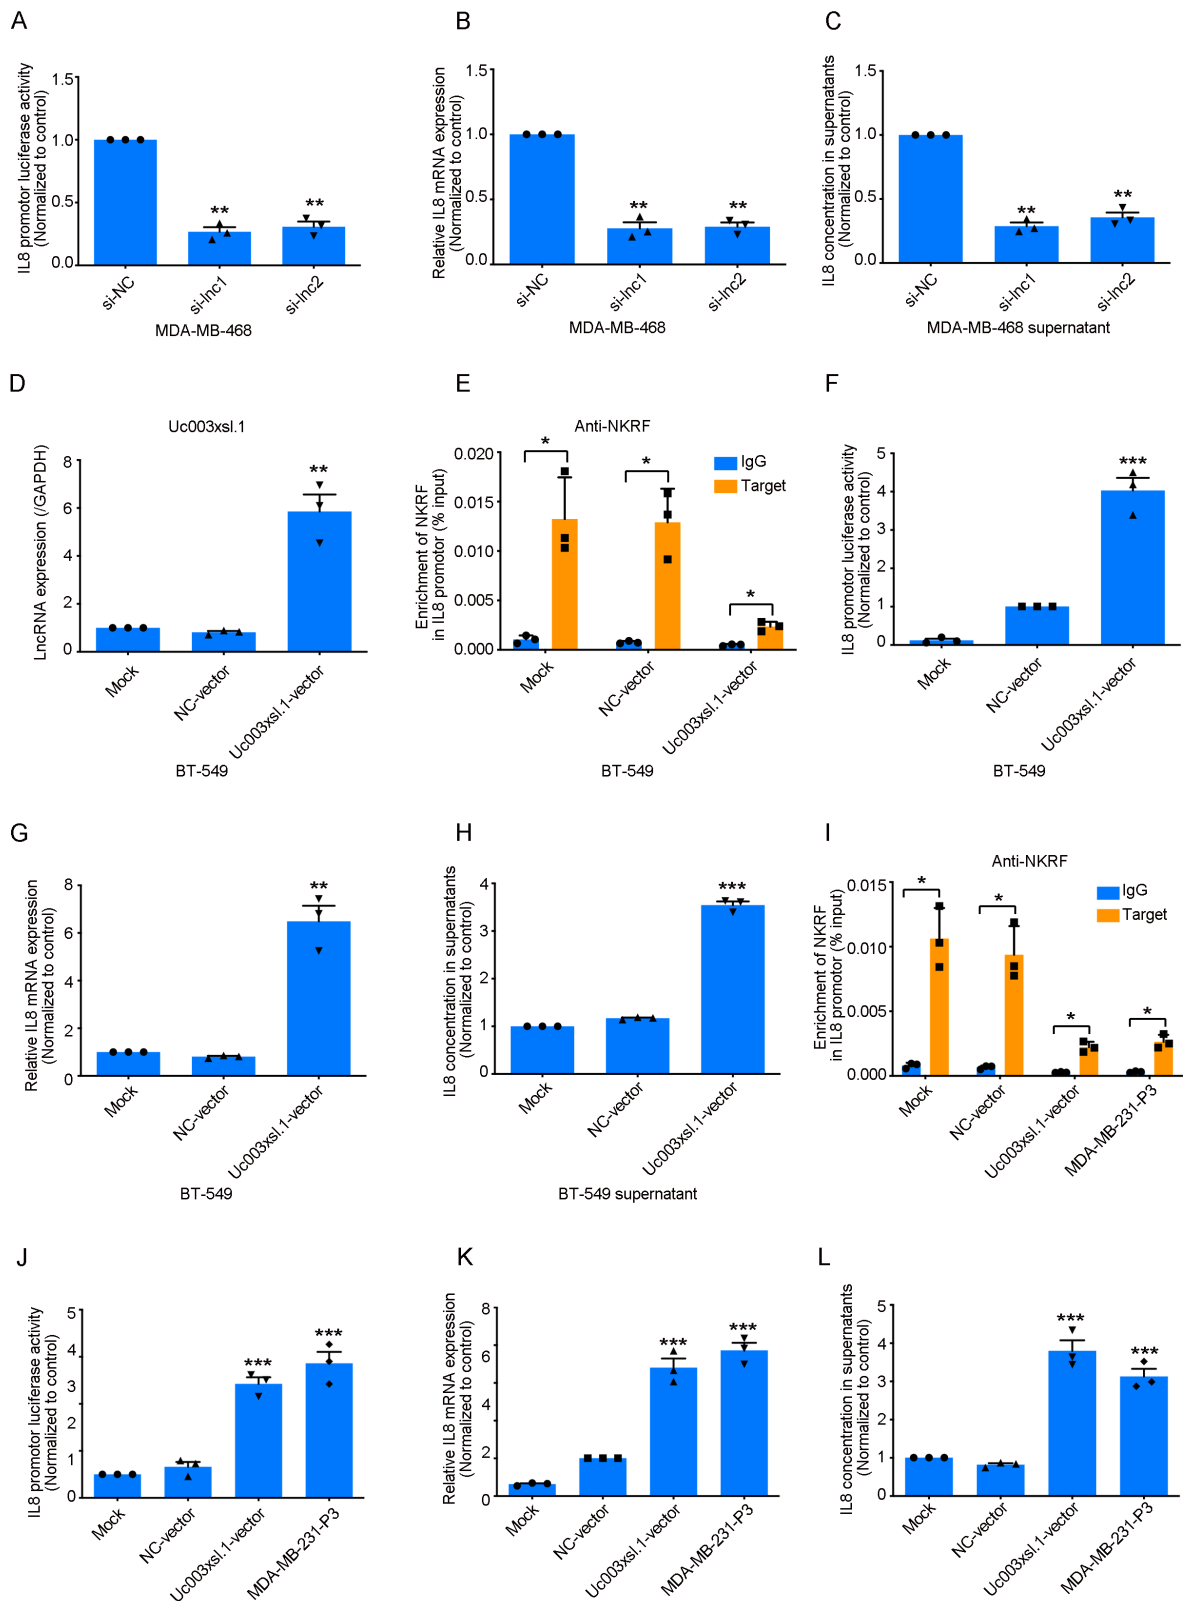 A
IL8 promotor luciferase activity
(Normalized to control)
1.5
1.0
0.5
0.0
**
**
si-NC
si-lnc1
si-lnc2
MDA-MB-468
B
Relative IL8 mRNA expression
(Normalized to control)
1.5
1.0
0.5
0.0
**
**
si-NC
si-lnc1
si-lnc2
MDA-MB-468
C
IL8 concentration in supernatants
(Normalized to control)
1.5
1.0
0.5
0.0
**
**
si-NC
si-lnc1
si-lnc2
MDA-MB-468 supernatant
D
Uc003xsl.1
LncRNA expression (/GAPDH)
8
6
4
2
0
**
Mock
NC-vector
Uc003xsl.1-vector
BT-549
E
Anti-NKRF
Enrichment of NKRF
in IL8 promotor (% input)
0.020
0.015
0.010
0.005
0.000
*
*
*
IgG
Target
Mock
NC-vector
Uc003xsl.1-vector
BT-549
F
IL8 promotor luciferase activity
(Normalized to control)
5
4
3
2
1
0
***
Mock
NC-vector
Uc003xsl.1-vector
BT-549
G
Relative IL8 mRNA expression
(Normalized to control)
8
6
4
2
0
**
Mock
NC-vector
Uc003xsl.1-vector
BT-549
H
IL8 concentration in supernatants
(Normalized to control)
4
3
2
1
0
***
Mock
NC-vector
Uc003xsl.1-vector
BT-549 supernatant
I
Anti-NKRF
Enrichment of NKRF
in IL8 promotor (% input)
0.015
0.010
0.005
0.000
*
*
*
*
IgG
Target
Mock
NC-vector
Uc003xsl.1-vector
MDA-MB-231-P3
J
IL8 promotor luciferase activity
(Normalized to control)
5
4
3
2
1
0
***
***
Mock
NC-vector
Uc003xsl.1-vector
MDA-MB-231-P3
K
Relative IL8 mRNA expression
(Normalized to control)
8
6
4
2
0
***
***
Mock
NC-vector
Uc003xsl.1-vector
MDA-MB-231-P3
L
IL8 concentration in supernatants
(Normalized to control)
5
4
3
2
1
0
***
***
Mock
NC-vector
Uc003xsl.1-vector
MDA-MB-231-P3